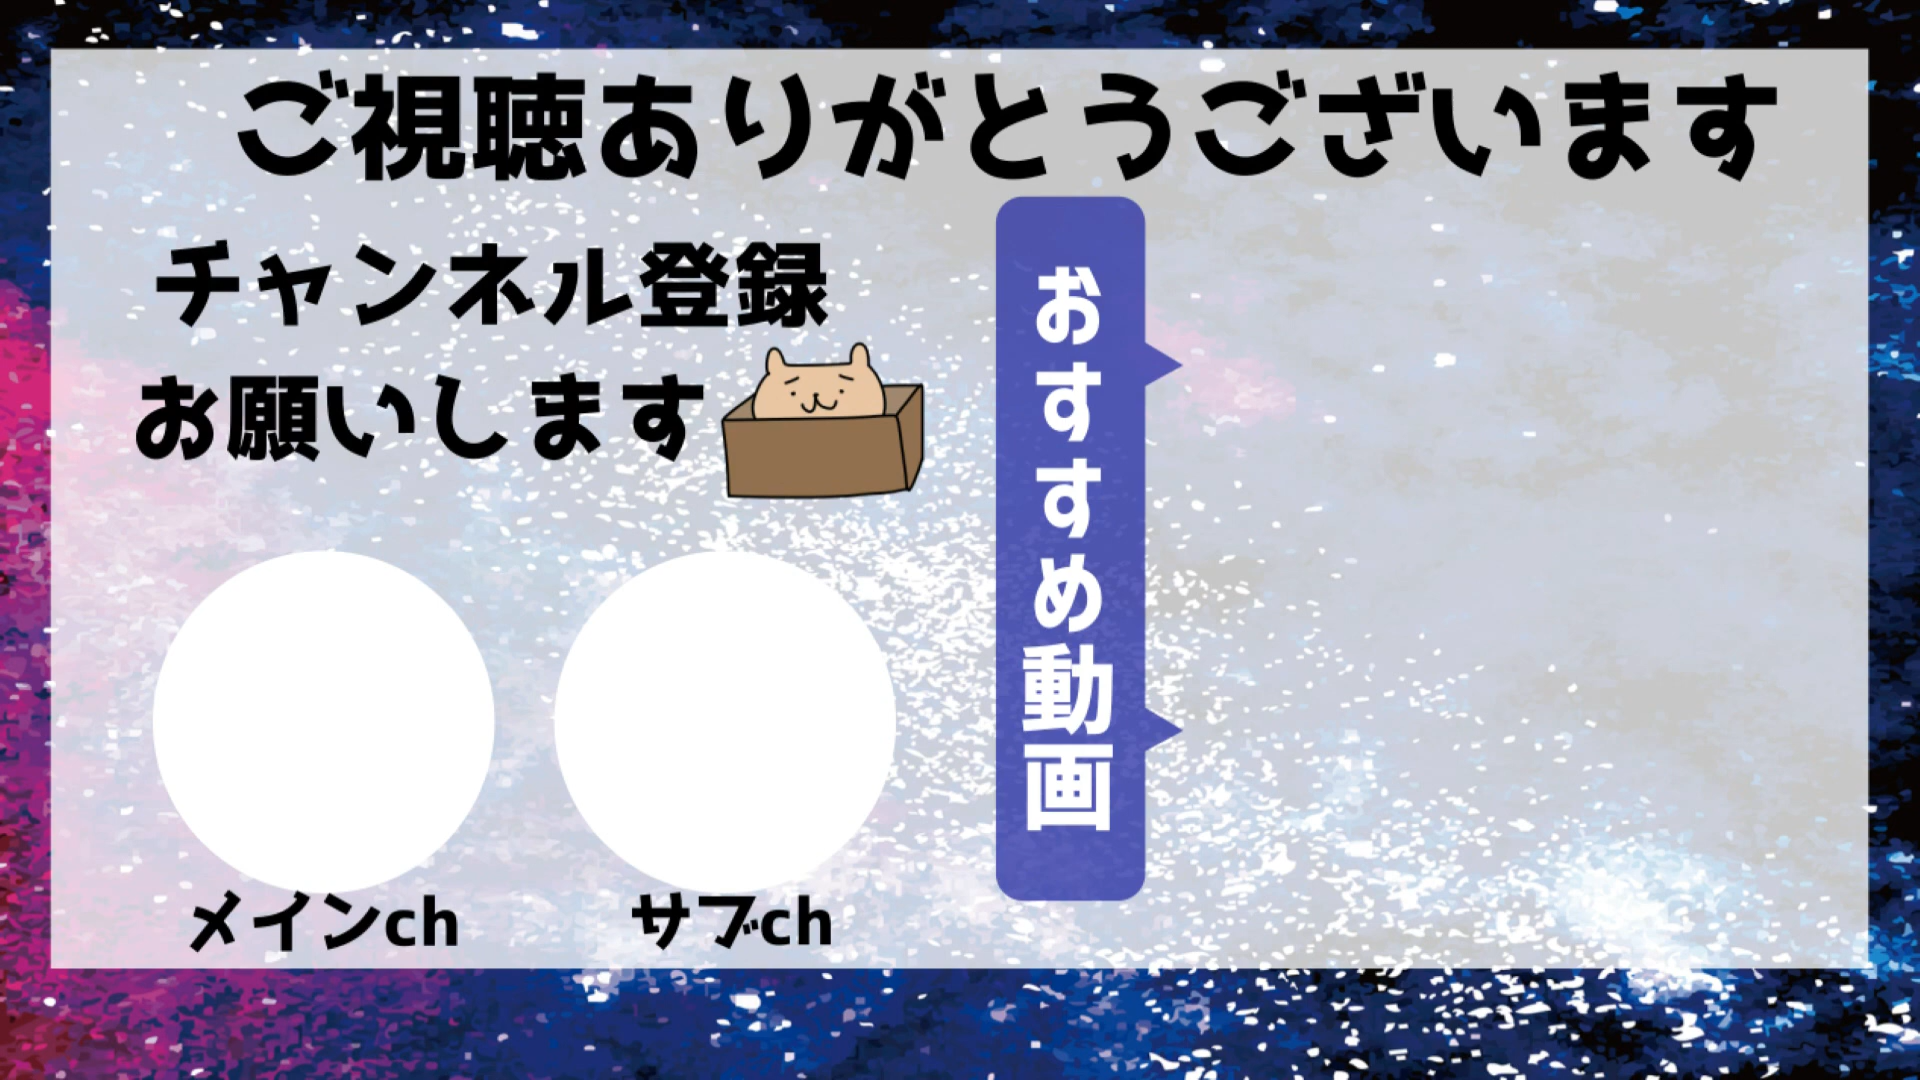 ご視聴ありがとうございます
チャンネル登録
お願いします
おすすめ動画
メインch
サブch